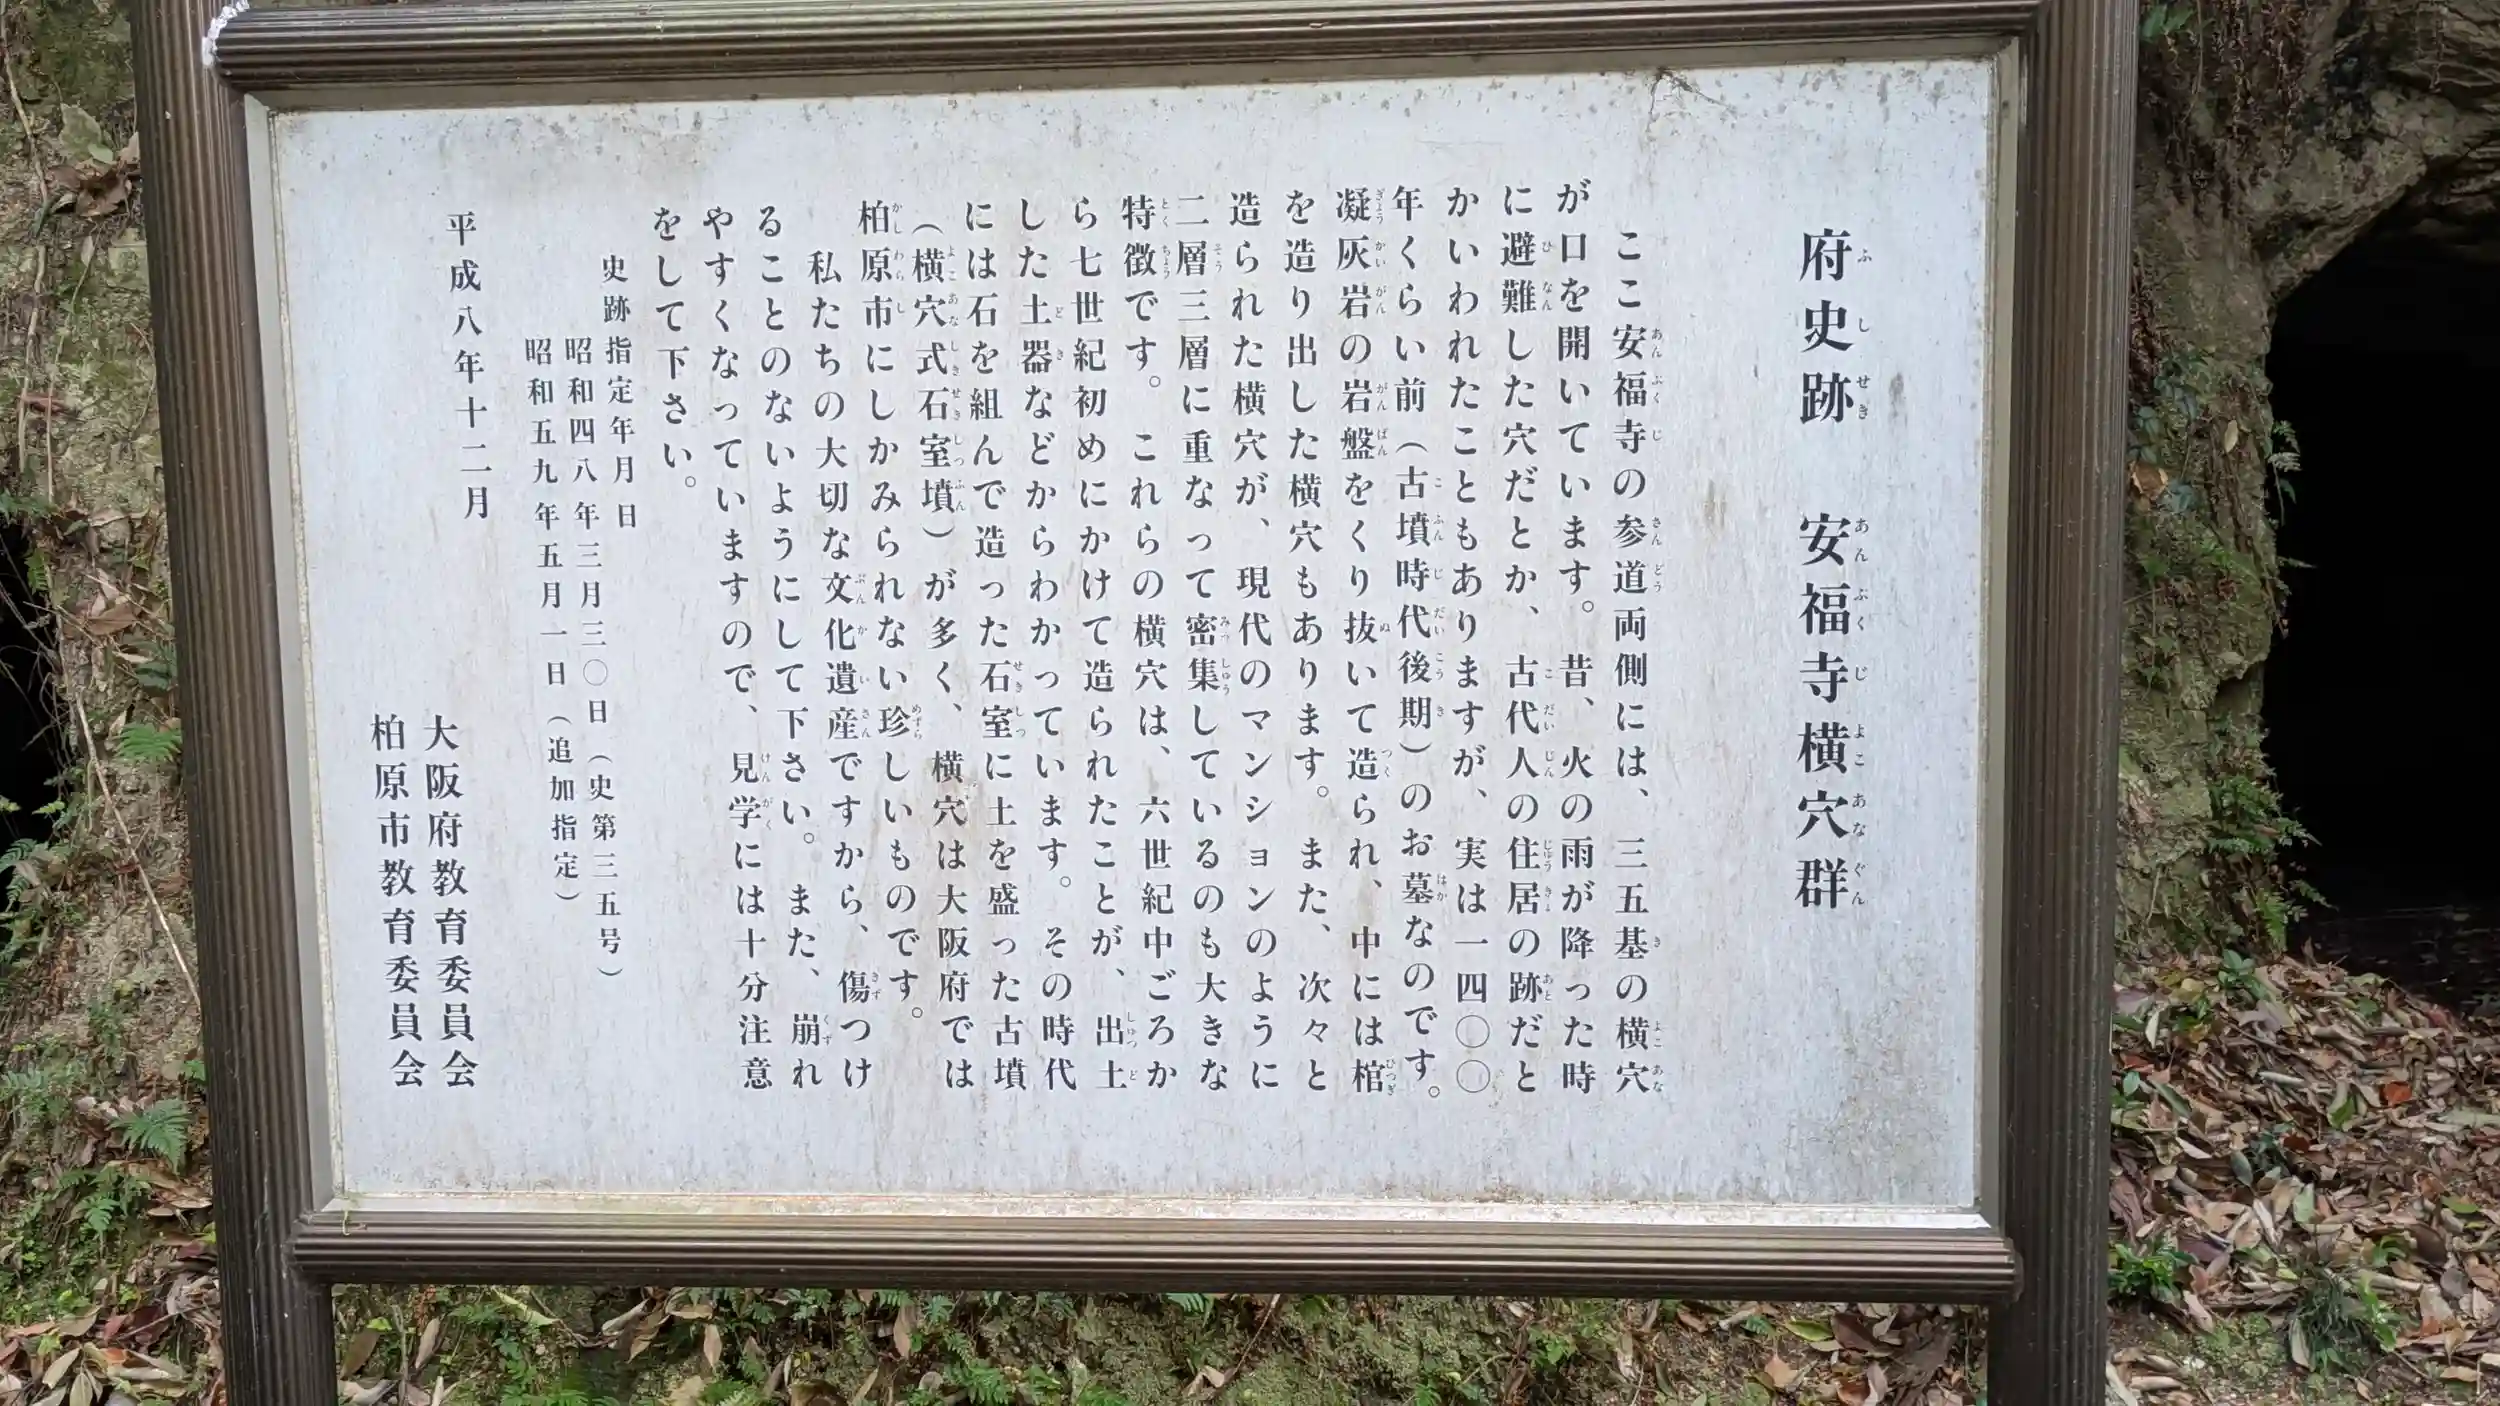 府史跡　安福寺横穴群
ここ安福寺の参道両側には、三五基の横穴
が口を開いています。昔、火の雨が降った時
に避難した穴だとか、古代人の住居の跡だと
かいわれたこともありますが、実は一四〇〇
年くらい前（古墳時代後期）のお墓なのです。
凝灰岩の岩盤をくり抜いて造られ、中には棺
を造り出した横穴もあります。また、次々と
造られた横穴が、現代のマンションのように
二層三層に重なって密集しているのも大きな
特徴です。これらの横穴は、六世紀中ごろか
ら七世紀初めにかけて造られたことが、出土
した土器などからわかっています。その時代
には石を組んで造った石室に土を盛った古墳
（横穴式石室墳）が多く、横穴は大阪府では
柏原市にしかみられない珍しいものです。
私たちの大切な文化遺産ですから、傷つけ
ることのないようにして下さい。また、崩れ
やすくなっていますので、見学には十分注意
をして下さい。
史跡指定年月日
昭和四八年三月三〇日（史第三五号）
昭和五九年五月一日（追加指定）
平成八年十二月
大阪府教育委員会
柏原市教育委員会